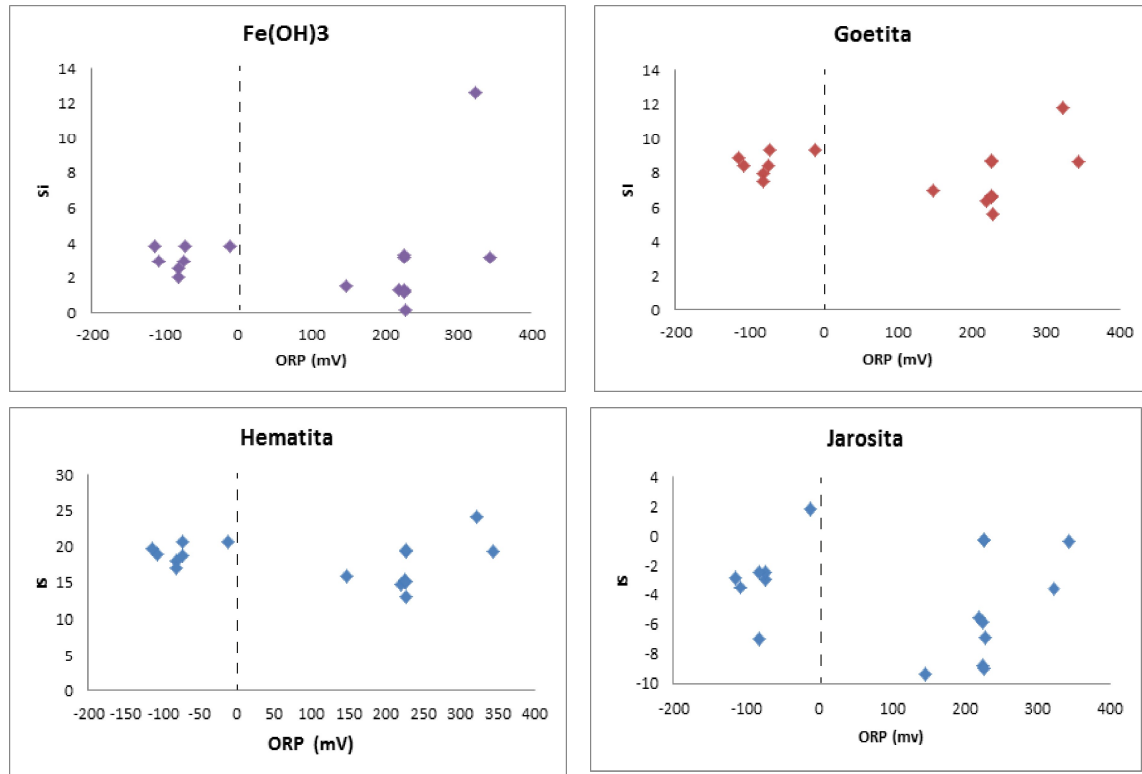 Fe(OH)3
14
12
10
8
6
4
2
0
Si
-200 -100 0 100 200 300 400
ORP (mV)
Goetita
14
12
10
8
6
4
2
0
SI
-200 -100 0 100 200 300 400
ORP (mV)
Hematita
30
25
20
15
10
5
0
IS
-200 -150 -100 -50 0 50 100 150 200 250 300 350 400
ORP (mV)
Jarosita
4
2
0
-2
-4
-6
-8
-10
IS
-200 -100 0 100 200 300 400
ORP (mv)